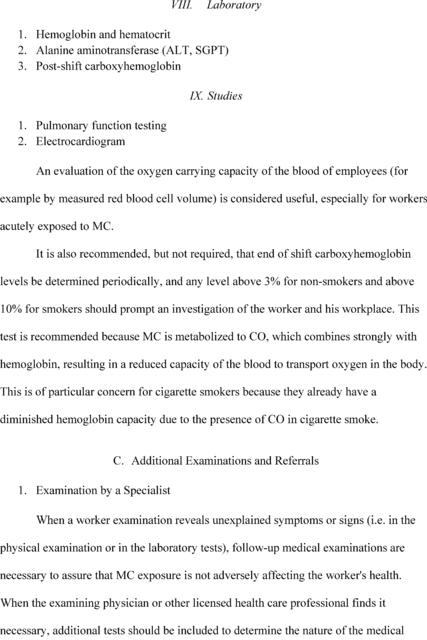 VIII. Laboratory
1. Hemoglobin and hematocrit
2. Alanine aminotransferase (ALT, SGPT)
3. Post-shift carboxyhemoglobin
IX. Studies
1. Pulmonary function testing
2. Electrocardiogram
An evaluation of the oxygen carrying capacity of the blood of employees (for
example by measured red blood cell volume) is considered useful, especially for workers
acutely exposed to MC.
It is also recommended, but not required, that end of shift carboxyhemoglobin
levels be determined periodically, and any level above 3% for non-smokers and above
10% for smokers should prompt an investigation of the worker and his workplace. This
test is recommended because MC is metabolized to CO, which combines strongly with
hemoglobin, resulting in a reduced capacity of the blood to transport oxygen in the body.
This is of particular concern for cigarette smokers because they already have a
diminished hemoglobin capacity due to the presence of CO in cigarette smoke.
C. Additional Examinations and Referrals
1. Examination by a Specialist
When a worker examination reveals unexplained symptoms or signs (i.e. in the
physical examination or in the laboratory tests), follow-up medical examinations are
necessary to assure that MC exposure is not adversely affecting the worker's health.
When the examining physician or other licensed health care professional finds it
necessary, additional tests should be included to determine the nature of the medical